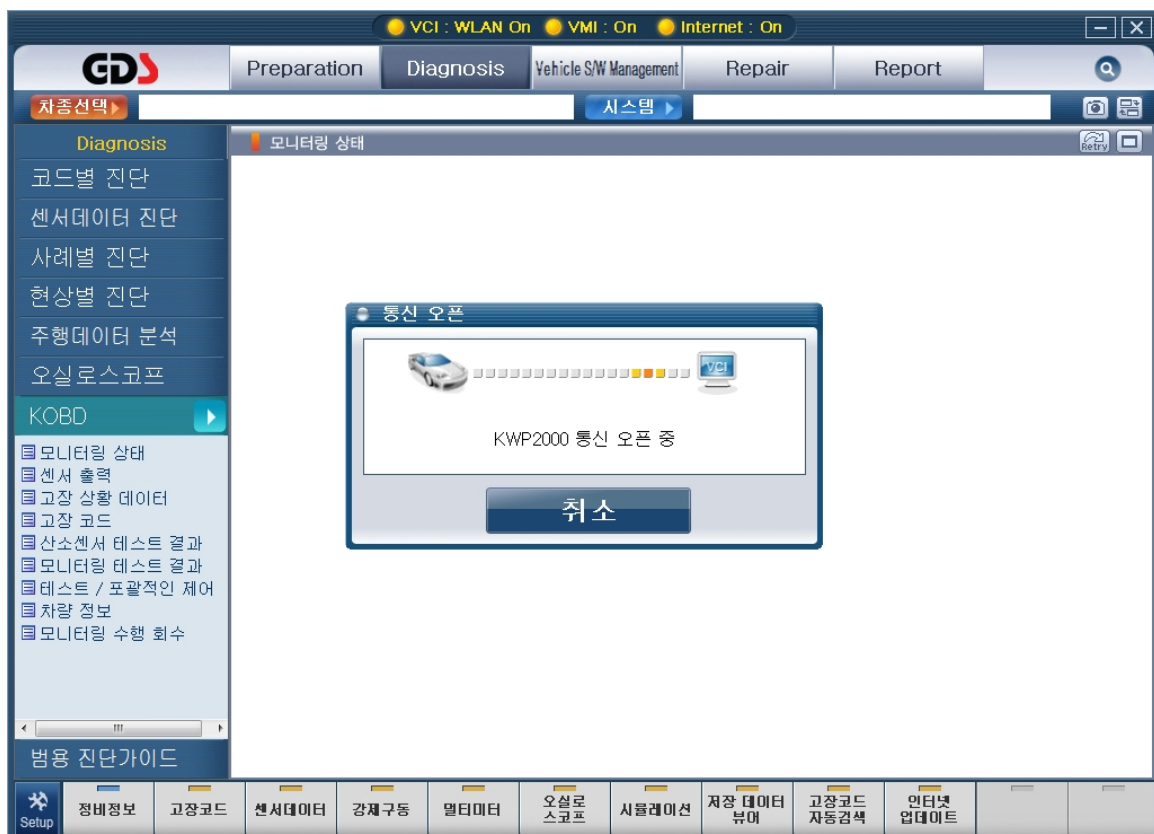 VCI : WLAN On VMI : On Internet : On
GDS
Preparation Diagnosis Vehicle S/W Management Repair Report
차종선택 시스템
Diagnosis
모니터링 상태
Retry
코드별 진단
센서데이터 진단
사례별 진단
현상별 진단
주행데이터 분석
오실로스코프
KOBD
모니터링 상태
센서 출력
고장 상황 데이터
고장 코드
산소센서 테스트 결과
모니터링 테스트 결과
테스트 / 포괄적인 제어
차량 정보
모니터링 수행 회수
범용 진단가이드
통신 오픈
VCI
KWP2000 통신 오픈 중
취소
Setup
정비정보
고장코드
센서데이터
강제구동
멀티미터
오실로
스코프
시뮬레이션
저장 데이터
뷰어
고장코드
자동검색
인터넷
업데이트